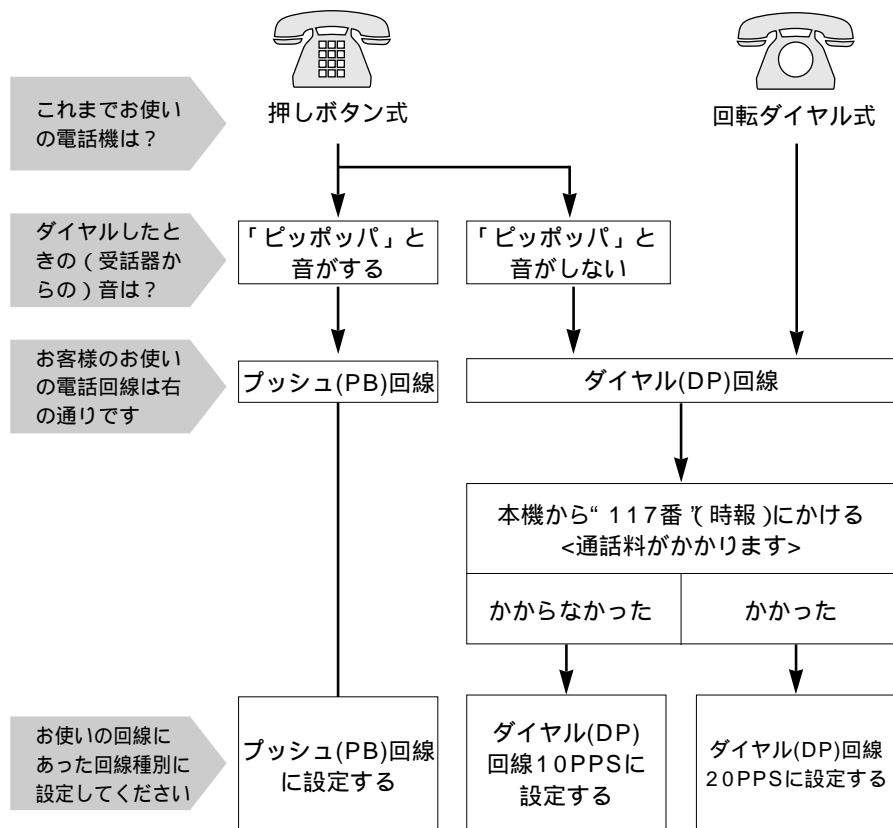 押しボタン式
回転ダイヤル式
これまでお使い
の電話機は？
ダイヤルしたと
きの(受話器か
らの)音は？
「ピッポッパ」と
音がする
「ピッポッパ」と
音がしない
お客様のお使い
の電話回線は右
の通りです
プッシュ(PB)回線
ダイヤル(DP)回線
本機から“117番”(時報)にかける
<通話料がかかります>
かからなかった
かかった
お使いの回線に
あった回線種別に
設定してください
プッシュ(PB)回線
に設定する
ダイヤル(DP)
回線10PPSに
設定する
ダイヤル(DP)回線
20PPSに設定する